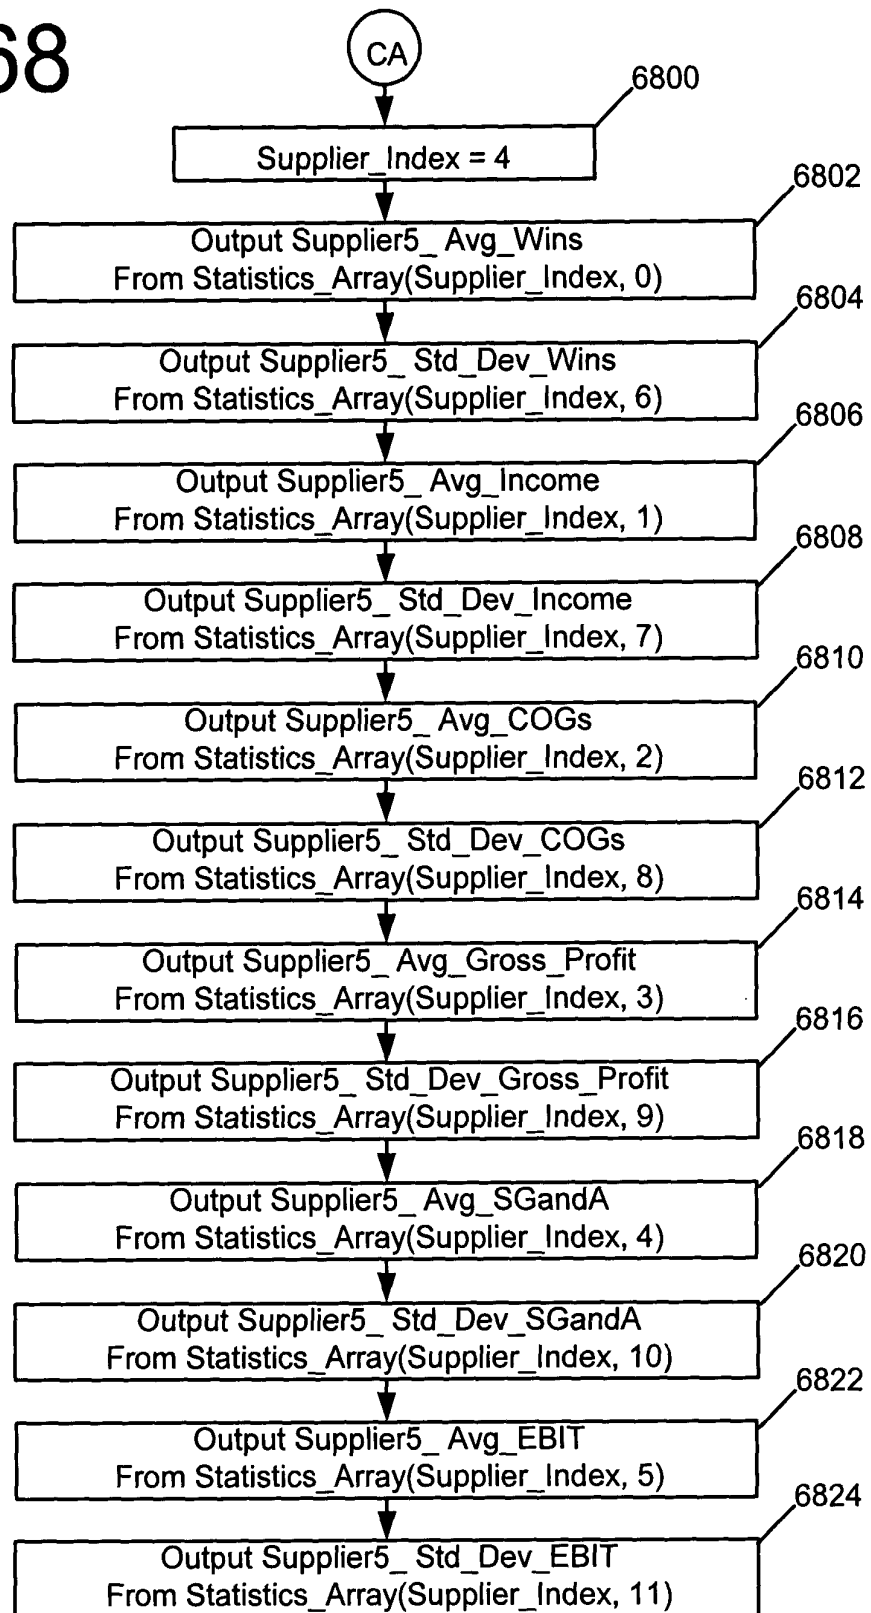 68
CA
6800
Supplier_Index = 4
6802
Output Supplier5_ Avg_Wins
From Statistics_Array(Supplier_Index, 0)
6804
Output Supplier5_ Std_Dev_Wins
From Statistics_Array(Supplier_Index, 6)
6806
Output Supplier5_ Avg_Income
From Statistics_Array(Supplier_Index, 1)
6808
Output Supplier5_ Std_Dev_Income
From Statistics_Array(Supplier_Index, 7)
6810
Output Supplier5_ Avg_COGs
From Statistics_Array(Supplier_Index, 2)
6812
Output Supplier5_ Std_Dev_COGs
From Statistics_Array(Supplier_Index, 8)
6814
Output Supplier5_ Avg_Gross_Profit
From Statistics_Array(Supplier_Index, 3)
6816
Output Supplier5_ Std_Dev_Gross_Profit
From Statistics_Array(Supplier_Index, 9)
6818
Output Supplier5_ Avg_SGandA
From Statistics_Array(Supplier_Index, 4)
6820
Output Supplier5_ Std_Dev_SGandA
From Statistics_Array(Supplier_Index, 10)
6822
Output Supplier5_ Avg_EBIT
From Statistics_Array(Supplier_Index, 5)
6824
Output Supplier5_ Std_Dev_EBIT
From Statistics_Array(Supplier_Index, 11)